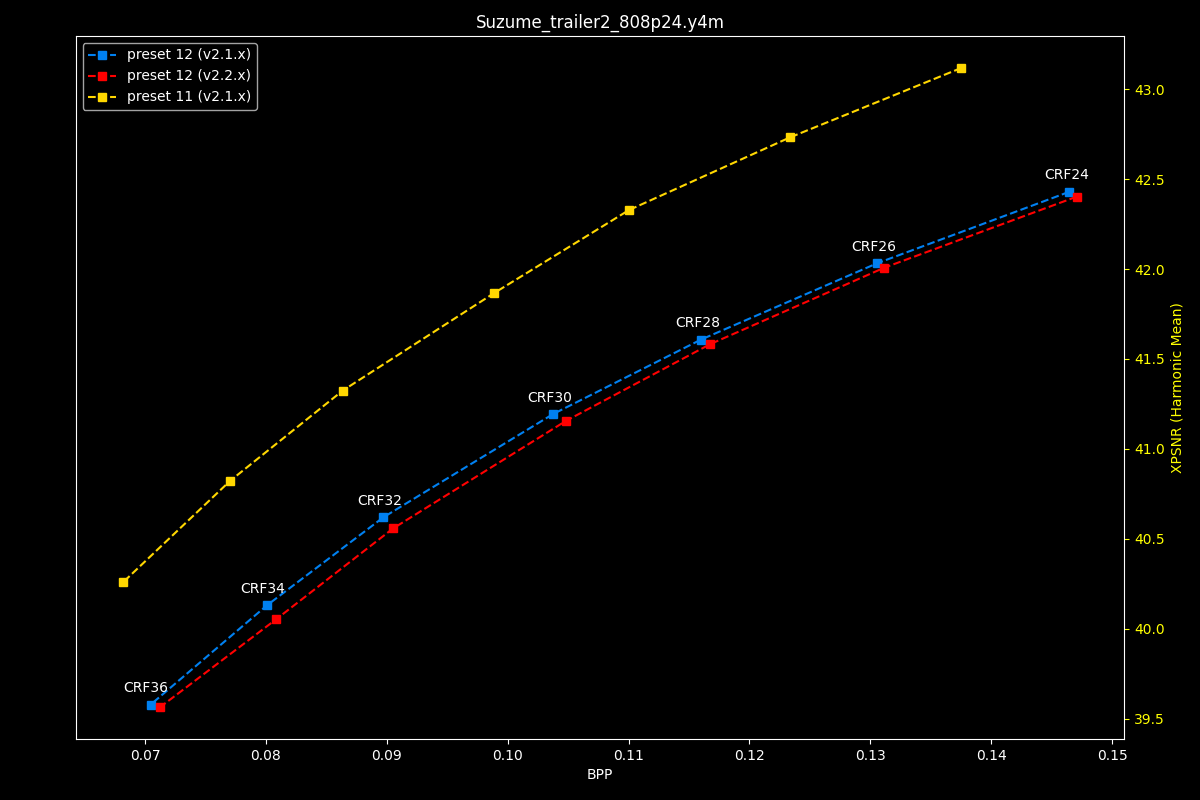 Suzume_trailer2_808p24.y4m
preset 12 (v2.1.x)
preset 12 (v2.2.x)
preset 11 (v2.1.x)
43.0
CRF24
42.5
CRF26
42.0
CRF28
41.5
XPSNR (Harmonic Mean)
CRF30
41.0
CRF32
40.5
CRF34
40.0
CRF36
39.5
0.07 0.08 0.09 0.10 0.11 0.12 0.13 0.14 0.15
BPP